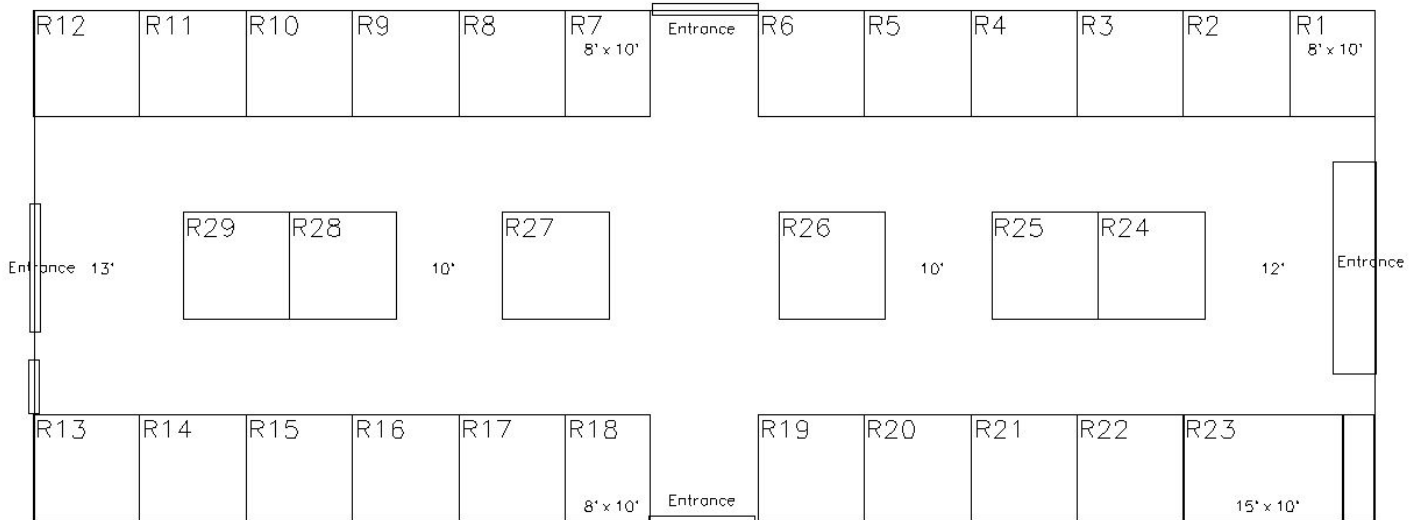 R12 R11 R10 R9 R8 R7 Entrance R6 R5 R4 R3 R2 R1
8' x 10' 8' x 10'
R29 R28 R27 R26 R25 R24
Entrance 13' 10' 10' 12' Entrance
R13 R14 R15 R16 R17 R18 R19 R20 R21 R22 R23
8' x 10' Entrance 15' x 10'